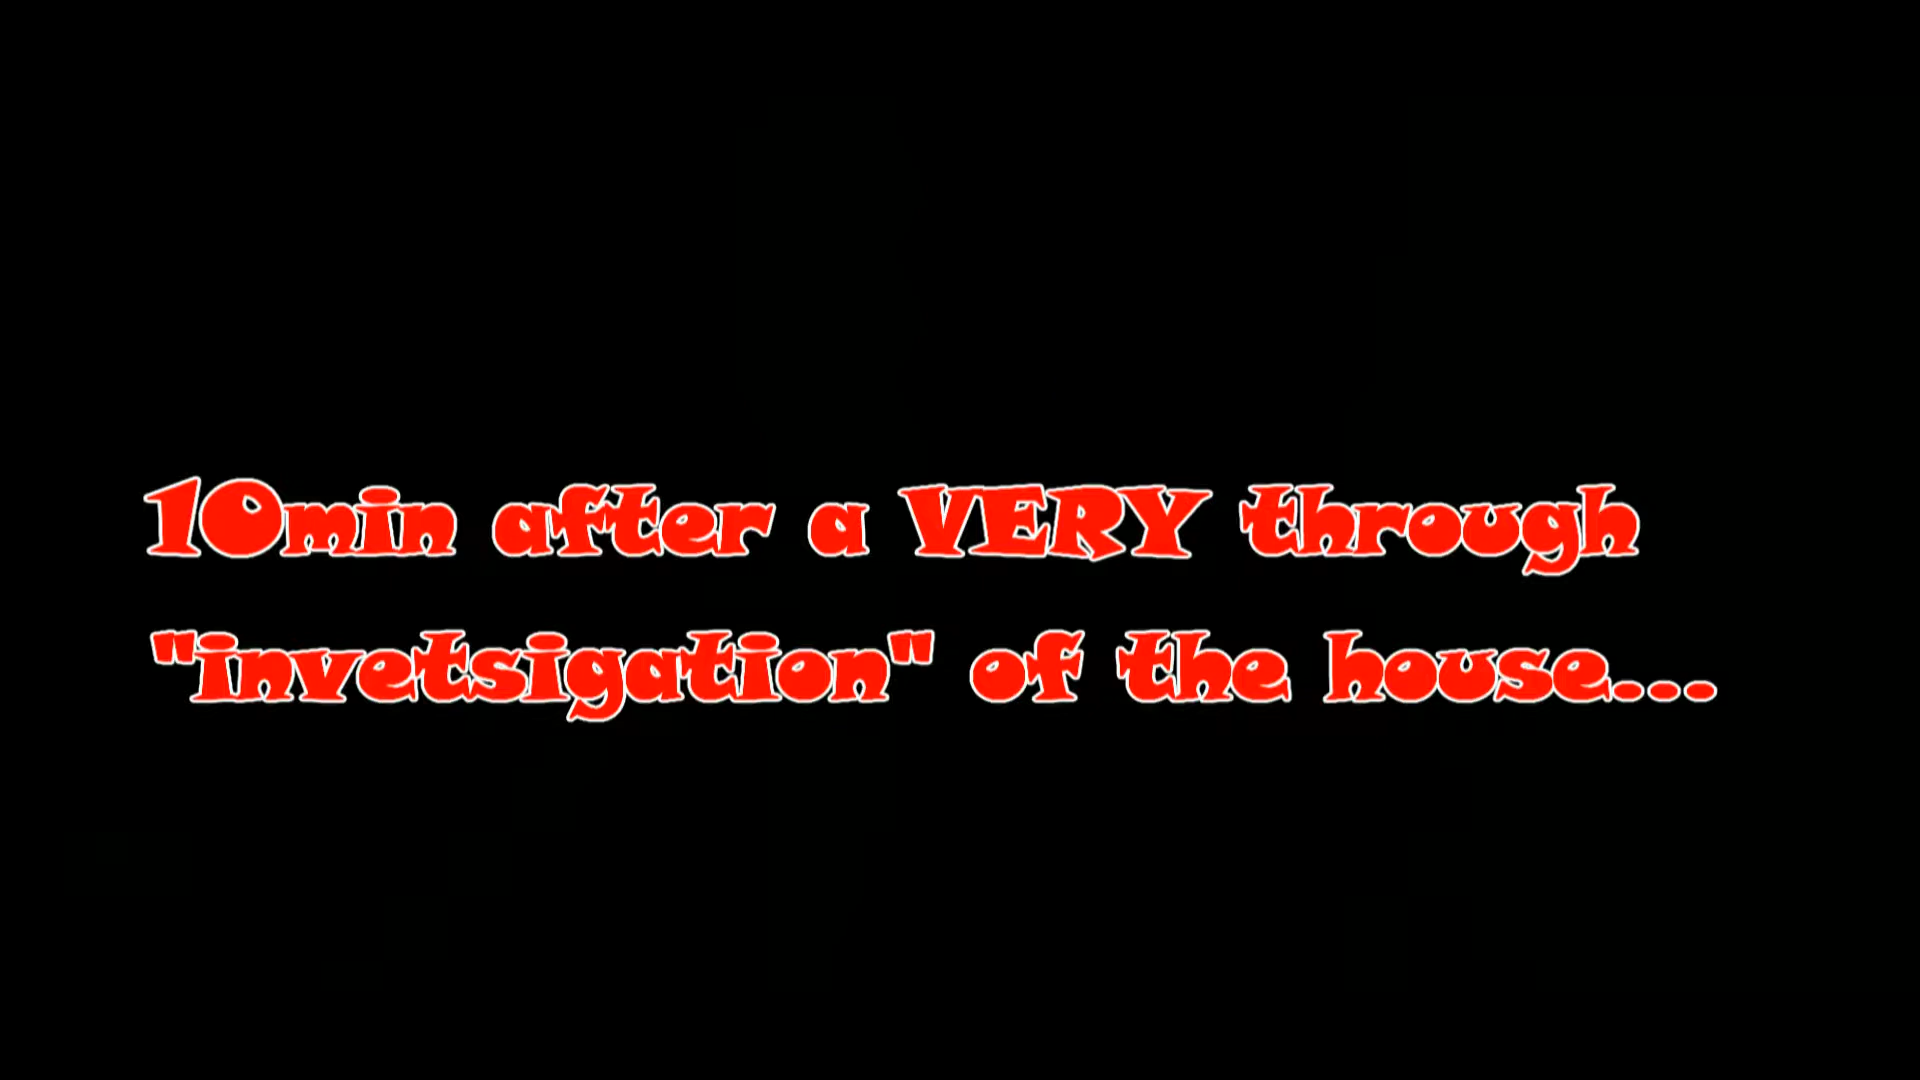 10min after a VERY through
"invetsigation" of the house...